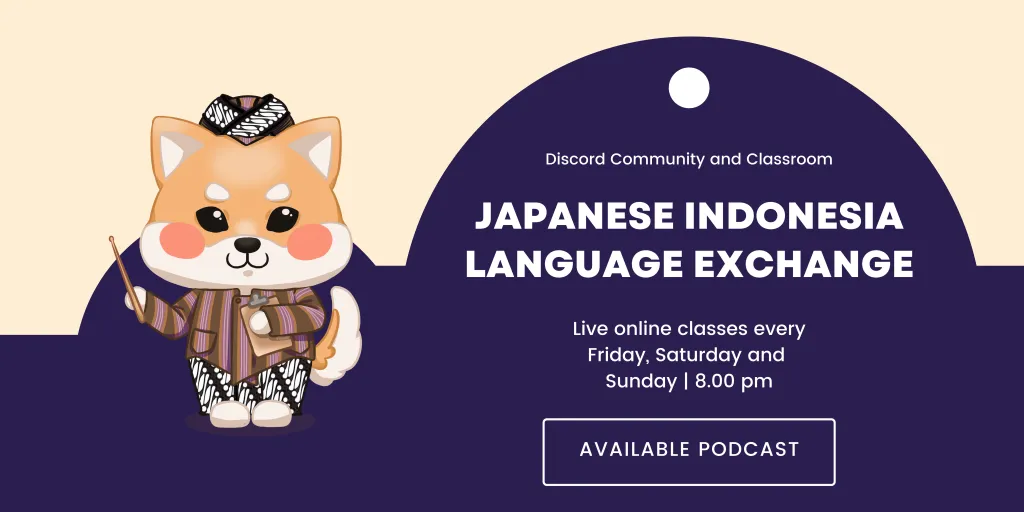 Discord Community and Classroom
JAPANESE INDONESIA
LANGUAGE EXCHANGE
Live online classes every
Friday, Saturday and
Sunday | 8.00 pm
AVAILABLE PODCAST